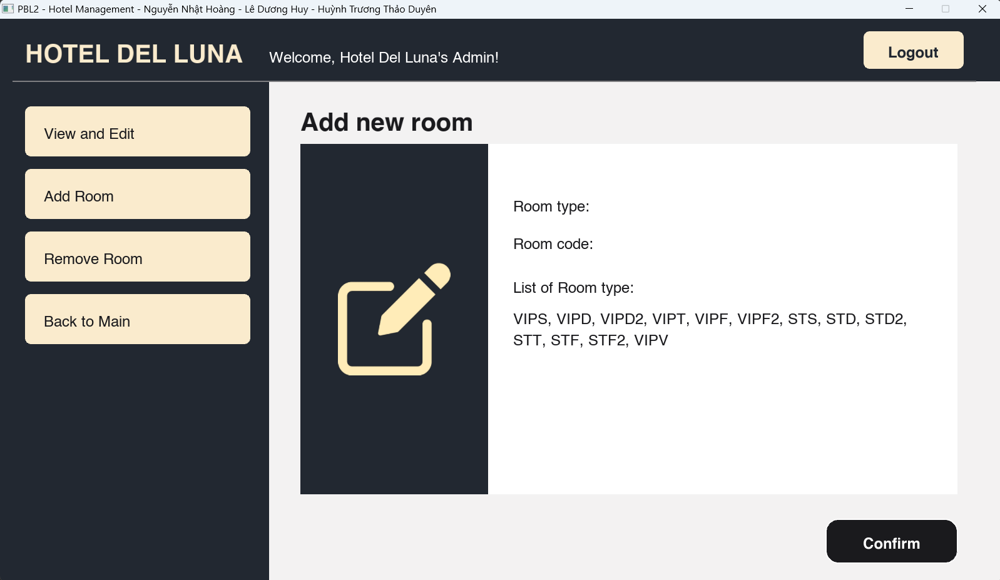 PBL2 - Hotel Management - Nguyễn Nhật Hoàng - Lê Dương Huy - Huỳnh Trương Thảo Duyên
HOTEL DEL LUNA
Welcome, Hotel Del Luna's Admin!
Logout
View and Edit
Add Room
Remove Room
Back to Main
Add new room
Room type:
Room code:
List of Room type:
VIPS, VIPD, VIPD2, VIPT, VIPF, VIPF2, STS, STD, STD2,
STT, STF, STF2, VIPV
Confirm